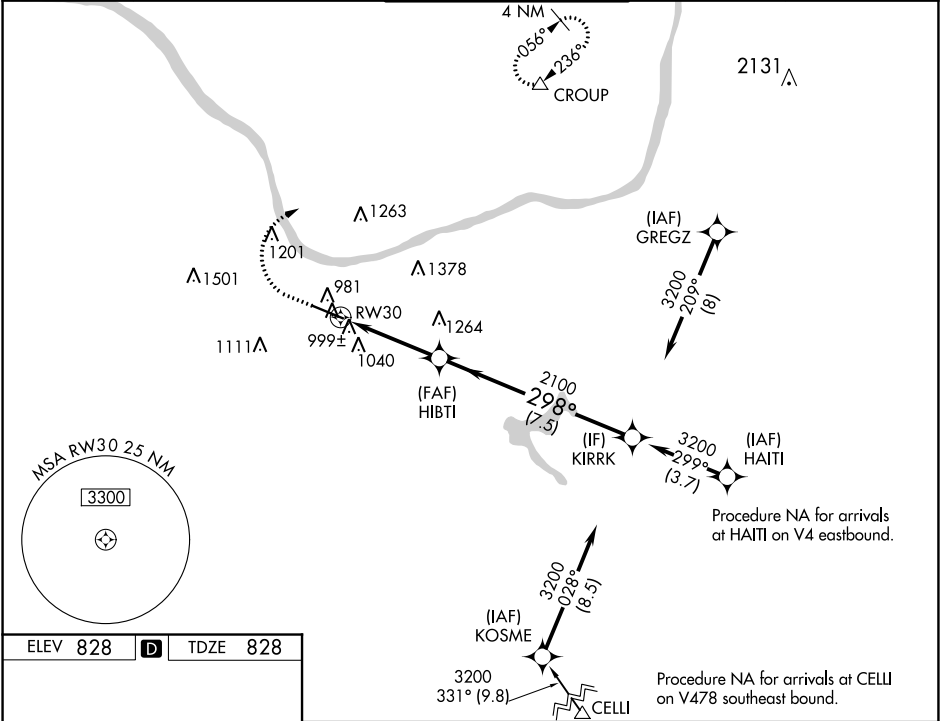 4 NM
056°
236°
CROUP
2131
1263
(IAF)
GREGZ
1201
1501
1378
3200
209°
(8)
981
RW30
999±
1264
1111
1040
(FAF)
HIBTI
2100
298°
(7.5)
(IF)
KIRRK
3200
299°
(3.7)
(IAF)
HAITI
MSA RW30 25 NM
3300
Procedure NA for arrivals
at HAITI on V4 eastbound.
3200
028°
(8.5)
(IAF)
KOSME
ELEV 828 D TDZE 828
3200
331° (9.8)
CELLI
Procedure NA for arrivals at CELLI
on V478 southeast bound.